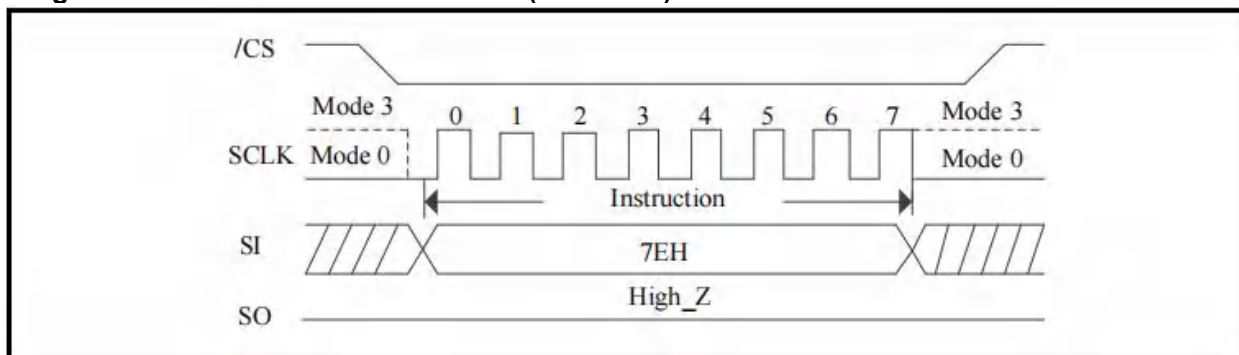 /CS
Mode 3 0 1 2 3 4 5 6 7 Mode 3
SCLK Mode 0 Mode 0
Instruction
SI 7EH
High_Z
SO